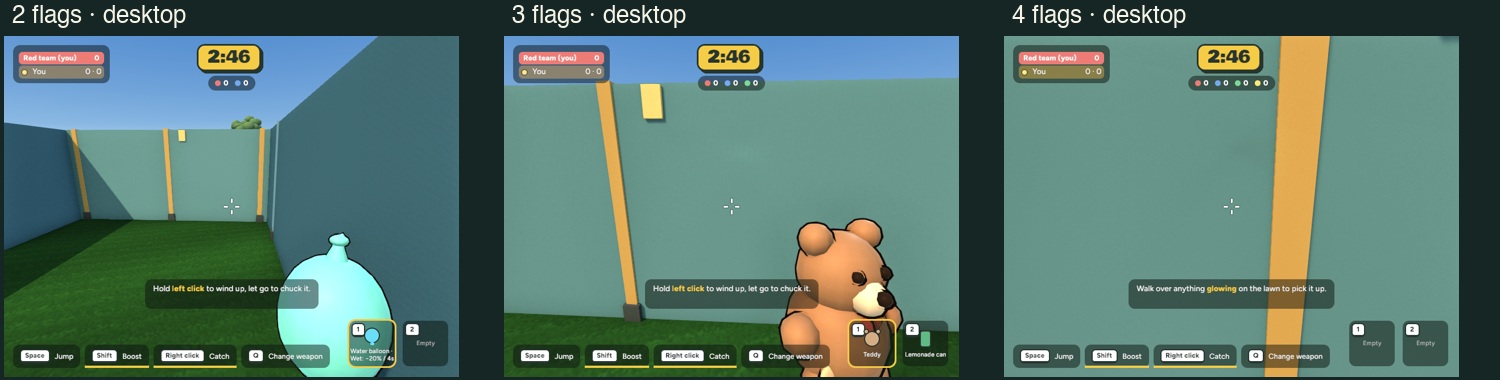 2 flags · desktop
Red team (you) 0
You 0 · 0
2:46
0 0
Hold left click to wind up, let go to chuck it.
Space Jump
Shift Boost
Right click Catch
Q Change weapon
1
Water balloon
Wet: -20% / 4s
2
Empty
3 flags · desktop
Red team (you) 0
You 0 · 0
2:46
0 0 0
Hold left click to wind up, let go to chuck it.
Space Jump
Shift Boost
Right click Catch
Q Change weapon
1
Teddy
2
Lemonade can
4 flags · desktop
Red team (you) 0
You 0 · 0
2:46
0 0 0 0
Walk over anything glowing on the lawn to pick it up.
Space Jump
Shift Boost
Right click Catch
Q Change weapon
1
Empty
2
Empty